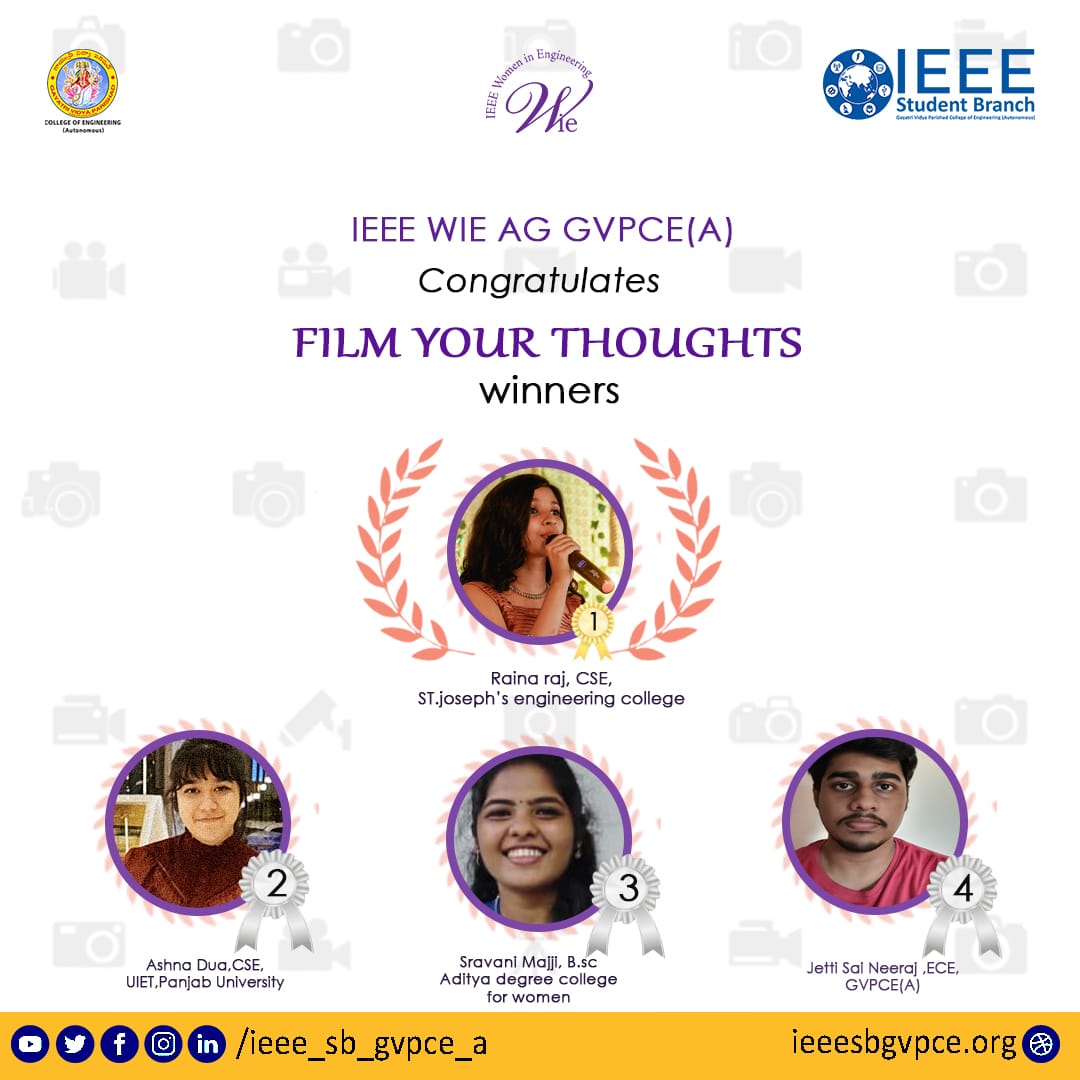 COLLEGE OF ENGINEERING
(Autonomous)
IEEE Women in Engineering
Wie
IEEE
Student Branch
Gayatri Vidya Parishad College of Engineering (Autonomous)
IEEE WIE AG GVPCE(A)
Congratulates
FILM YOUR THOUGHTS
winners
1
Raina raj, CSE,
ST.joseph's engineering college
2
Ashna Dua,CSE,
UIET,Panjab University
3
Sravani Majji, B.sc
Aditya degree college
for women
4
Jetti Sai Neeraj ,ECE,
GVPCE(A)
/ieee_sb_gvpce_a
ieeesbgvpce.org